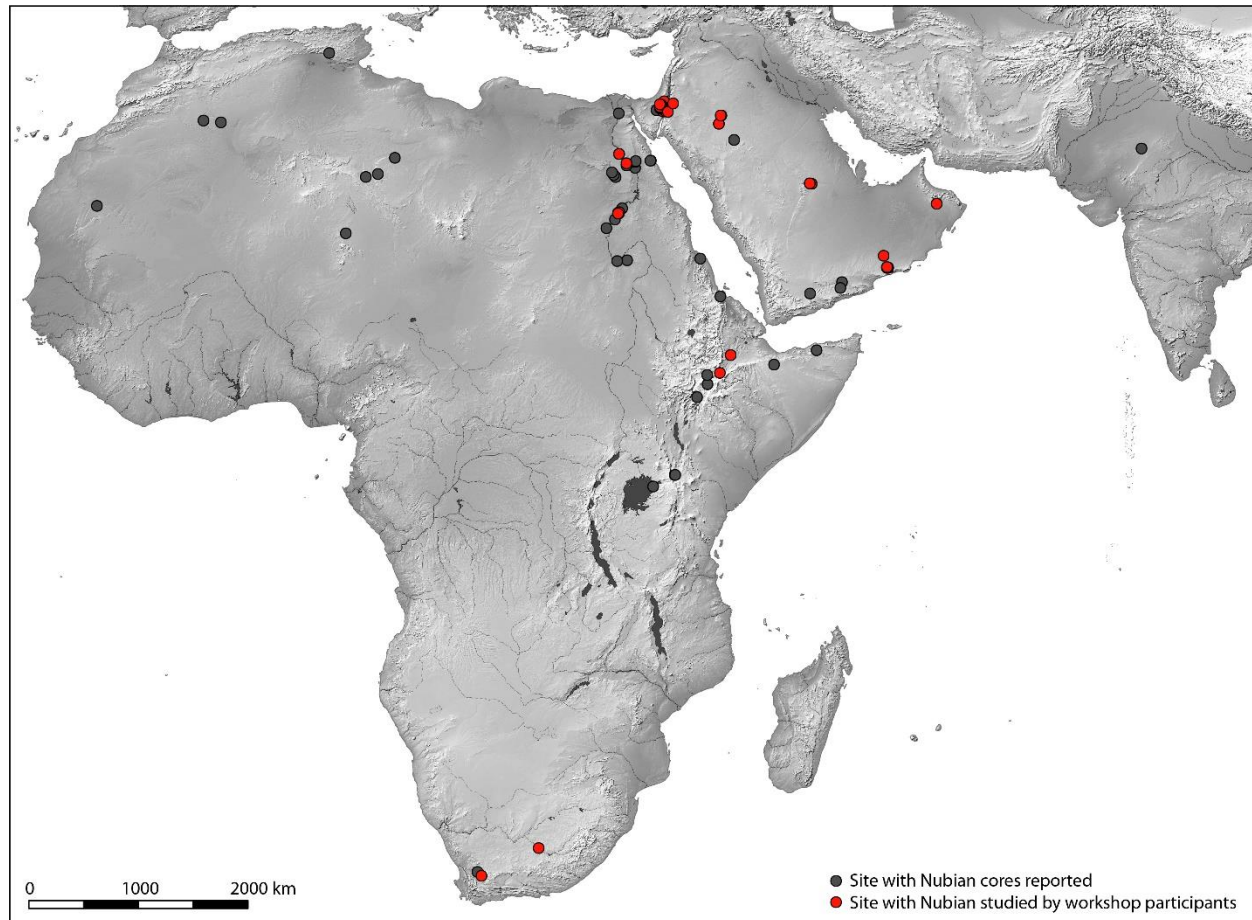 0 1000 2000 km
Site with Nubian cores reported
Site with Nubian studied by workshop participants